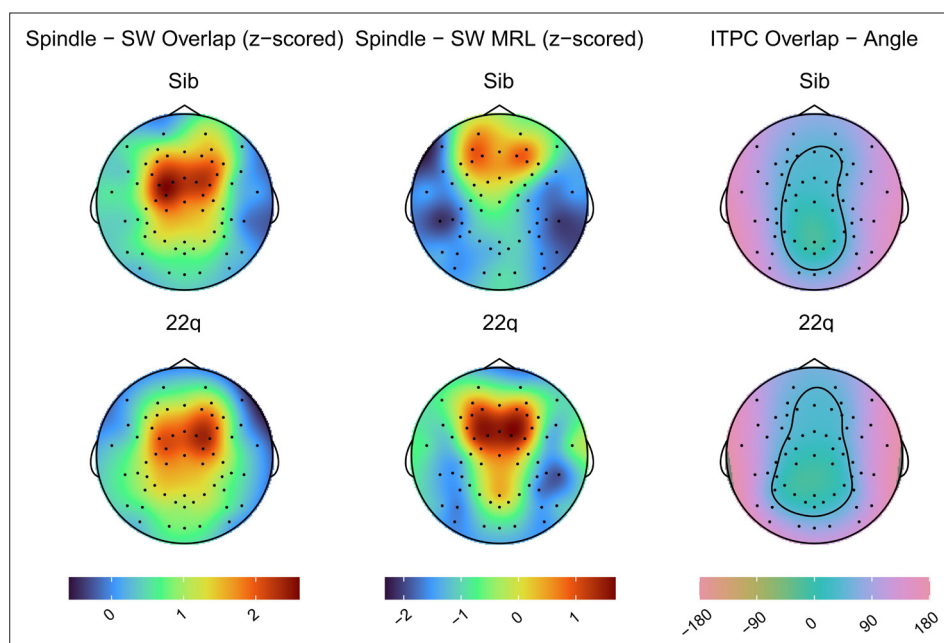 Spindle − SW Overlap (z−scored) Spindle − SW MRL (z−scored) ITPC Overlap − Angle
Sib Sib Sib
22q 22q 22q
0 1 2 -2 -1 0 1 -180 -90 0 90 180